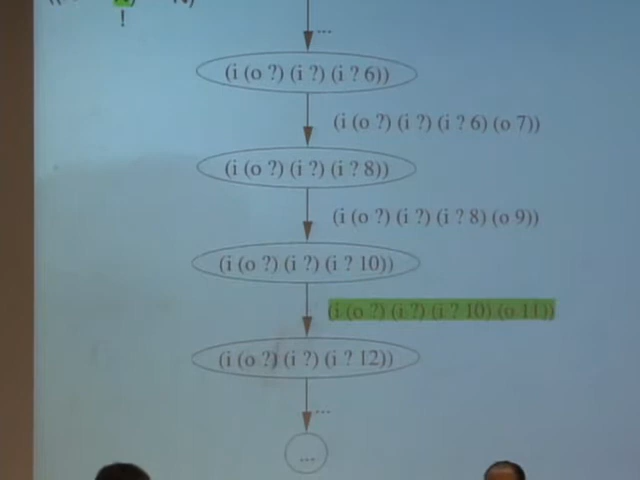 !
...
(i (o ?) (i ?) (i ? 6))
(i (o ?) (i ?) (i ? 6) (o 7))
(i (o ?) (i ?) (i ? 8))
(i (o ?) (i ?) (i ? 8) (o 9))
(i (o ?) (i ?) (i ? 10))
(i (o ?) (i ?) (i ? 10) (o 11))
(i (o ?) (i ?) (i ? 12))
...
...